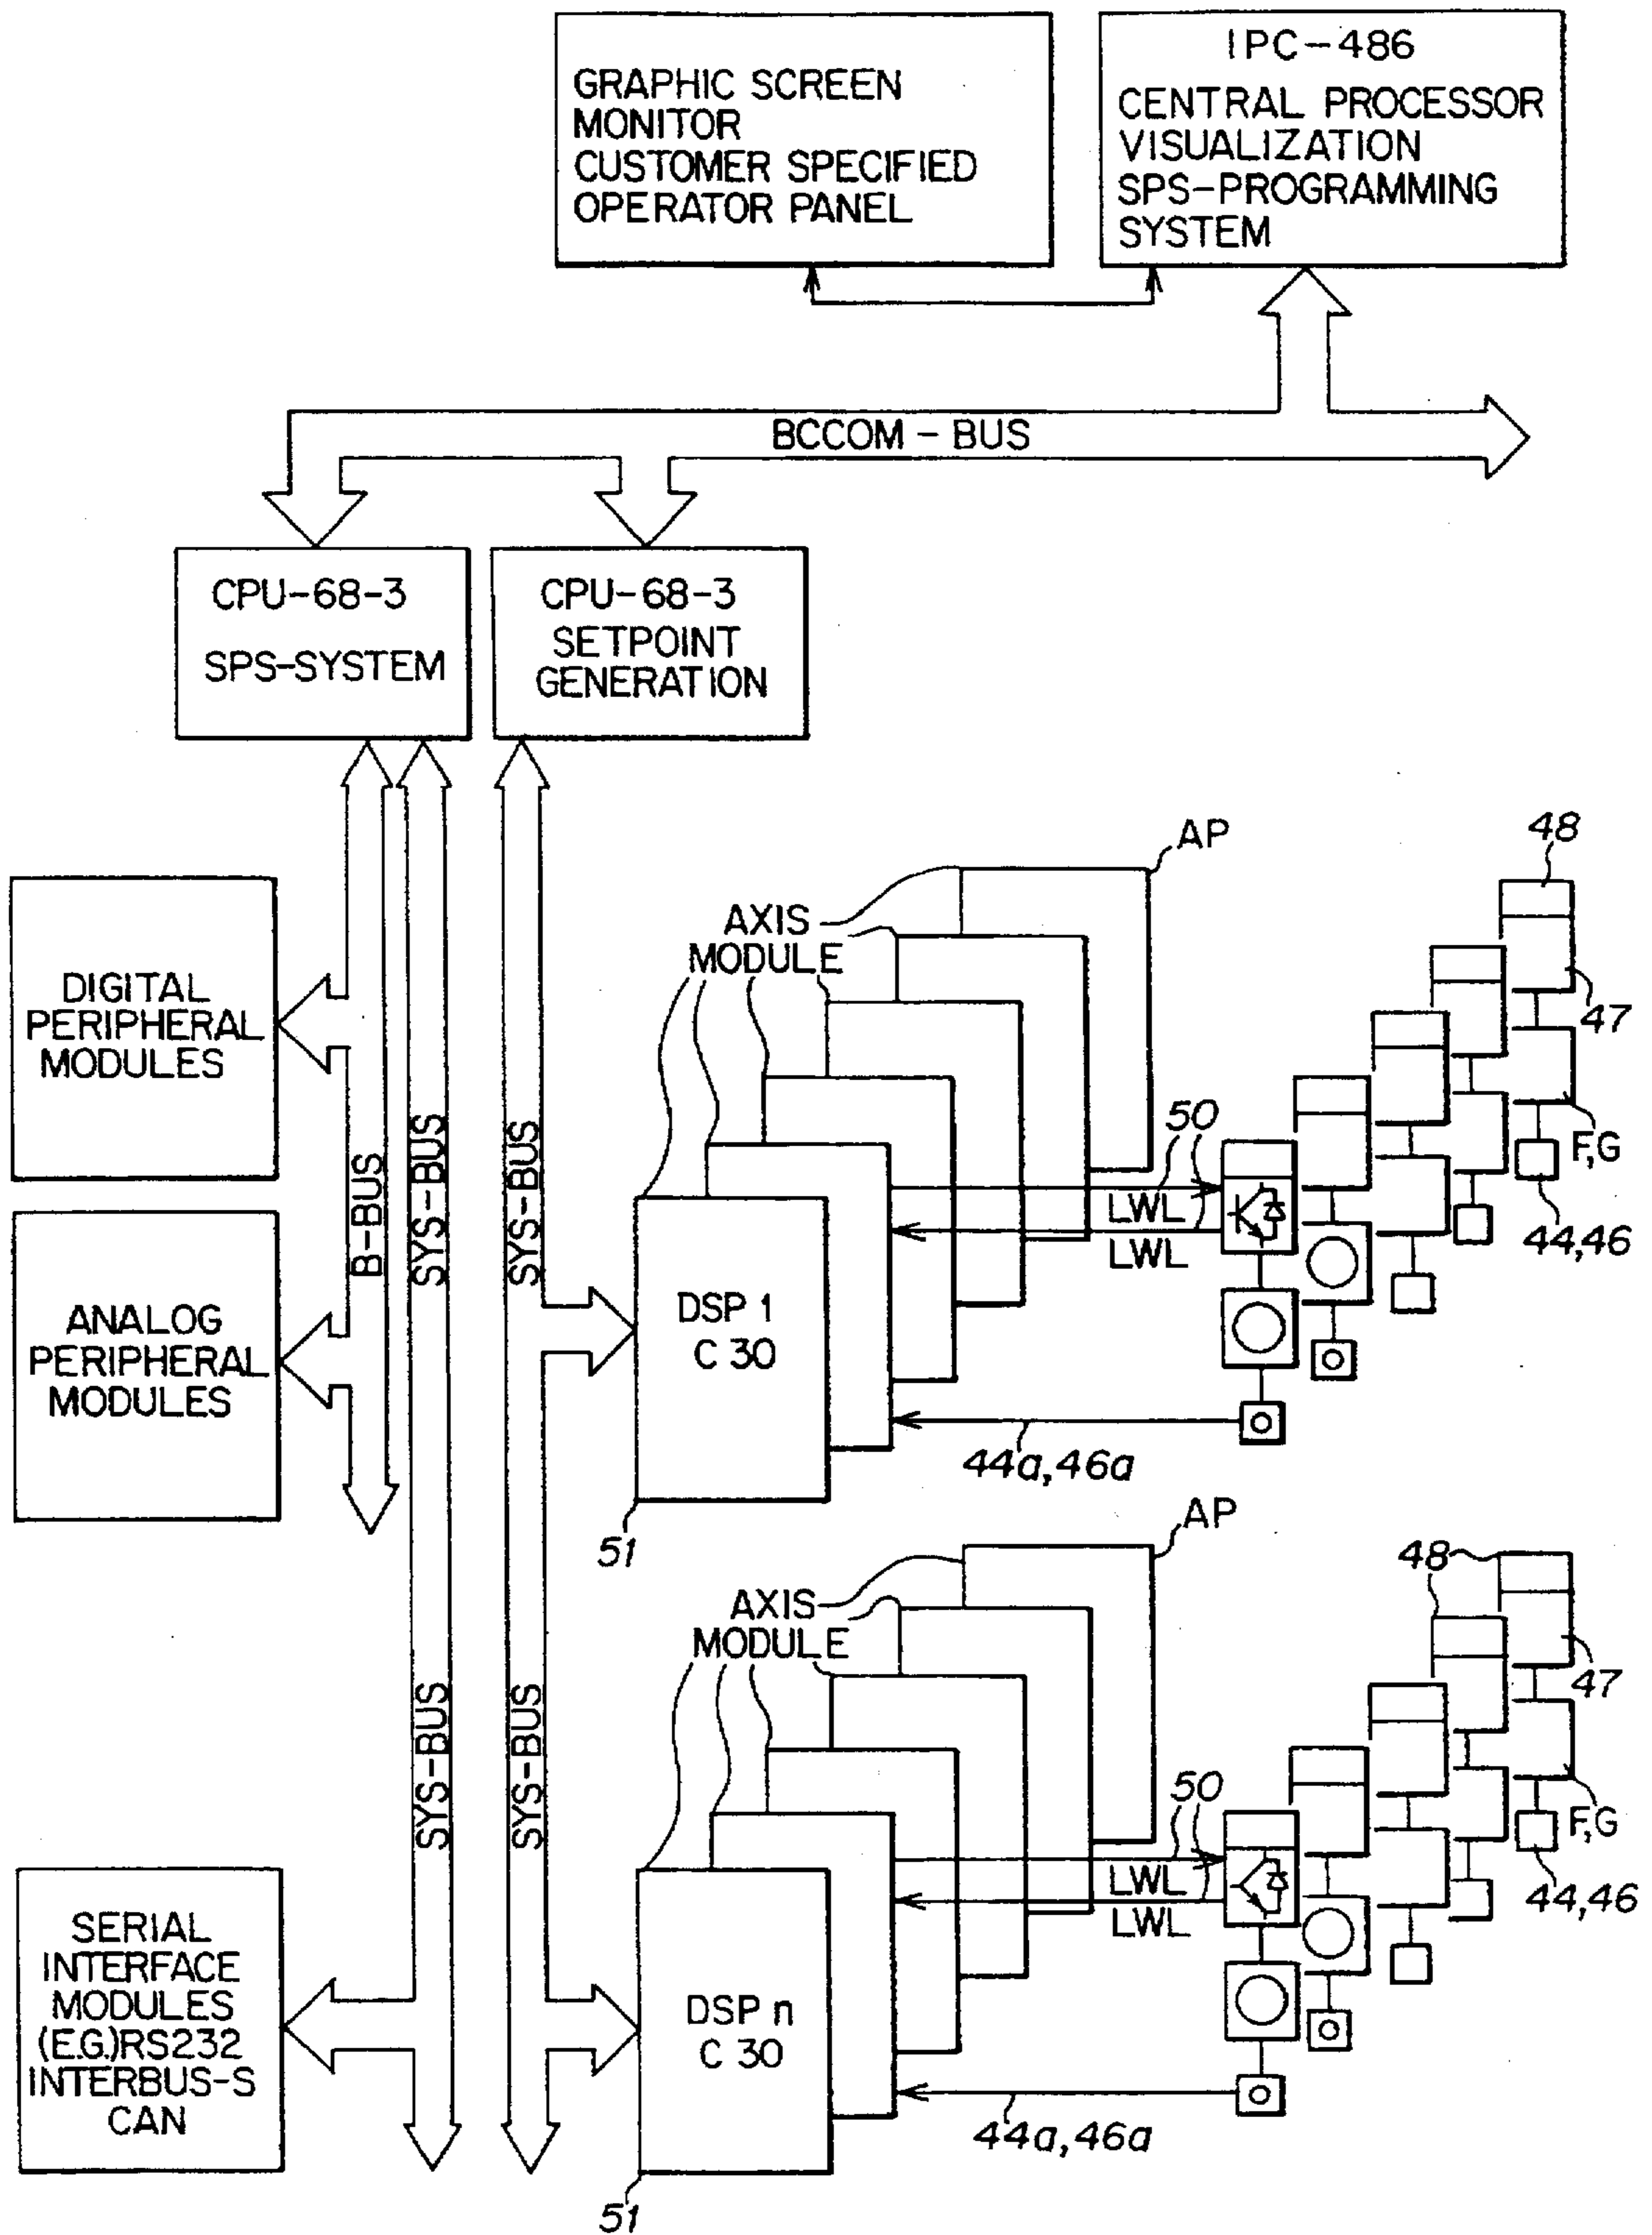 GRAPHIC SCREEN
MONITOR
CUSTOMER SPECIFIED
OPERATOR PANEL
IPC-486
CENTRAL PROCESSOR
VISUALIZATION
SPS-PROGRAMMING
SYSTEM
BCCOM-BUS
CPU-68-3
SPS-SYSTEM
CPU-68-3
SETPOINT
GENERATION
DIGITAL
PERIPHERAL
MODULES
ANALOG
PERIPHERAL
MODULES
B-BUS
SYS-BUS
SYS-BUS
AXIS
MODULE
AP
48
47
F,G
44,46
50
LWL
LWL
DSP 1
C 30
44a,46a
51
SERIAL
INTERFACE
MODULES
(E.G.)RS232
INTERBUS-S
CAN
SYS-BUS
SYS-BUS
AXIS
MODULE
AP
48
48
47
F,G
44,46
50
LWL
LWL
DSP n
C 30
44a,46a
51